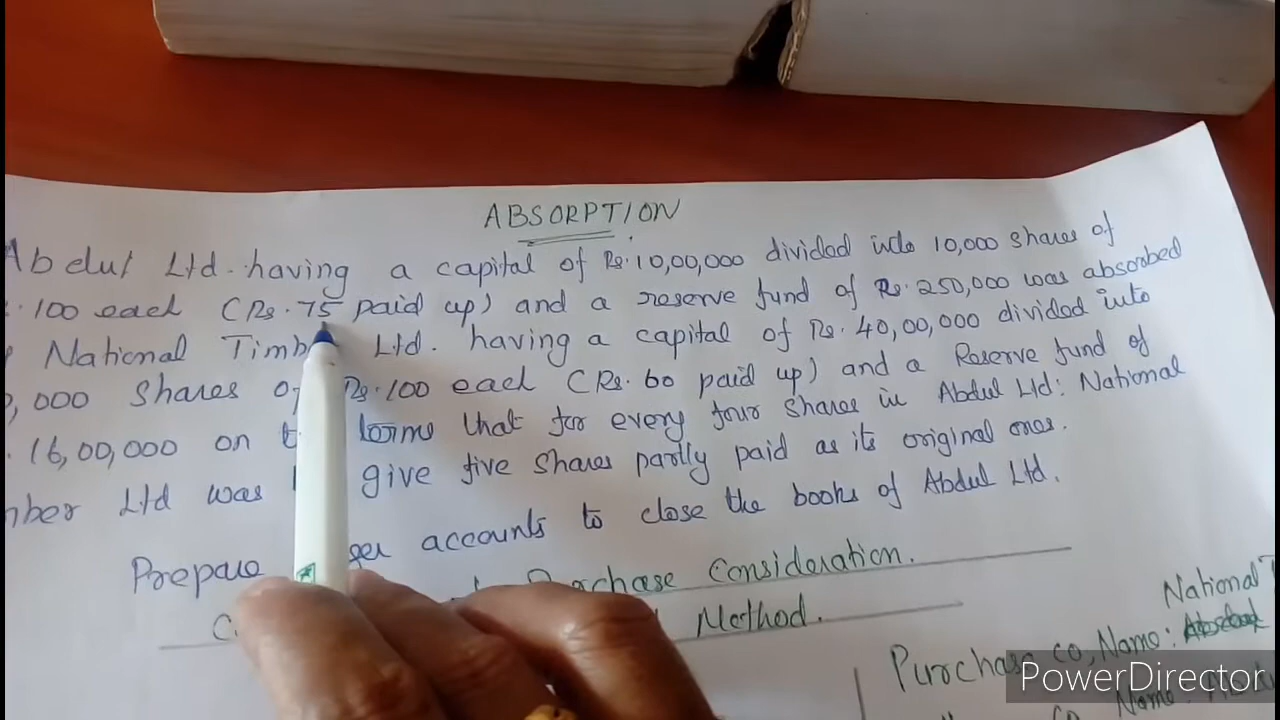 ABSORPTION
Abdul Ltd. having a capital of Rs. 10,00,000 divided into 10,000 shares of
100 each (Rs. 75 paid up) and a reserve fund of Rs. 250,000 was absorbed
National Ltd. having a capital of Rs. 40,00,000 divided into
,000 Shares Rs. 100 each (Rs. 60 paid up) and a Reserve fund of
16,00,000 on terms that for every four shares in Abdul Ltd: National
Ltd was give five Shares partly paid as its original ones.
Prepare accounts to close the books of Abdul Ltd.
Purchase Consideration.
Method.
National
Purchase Co, Name:
Co Name:
PowerDirector